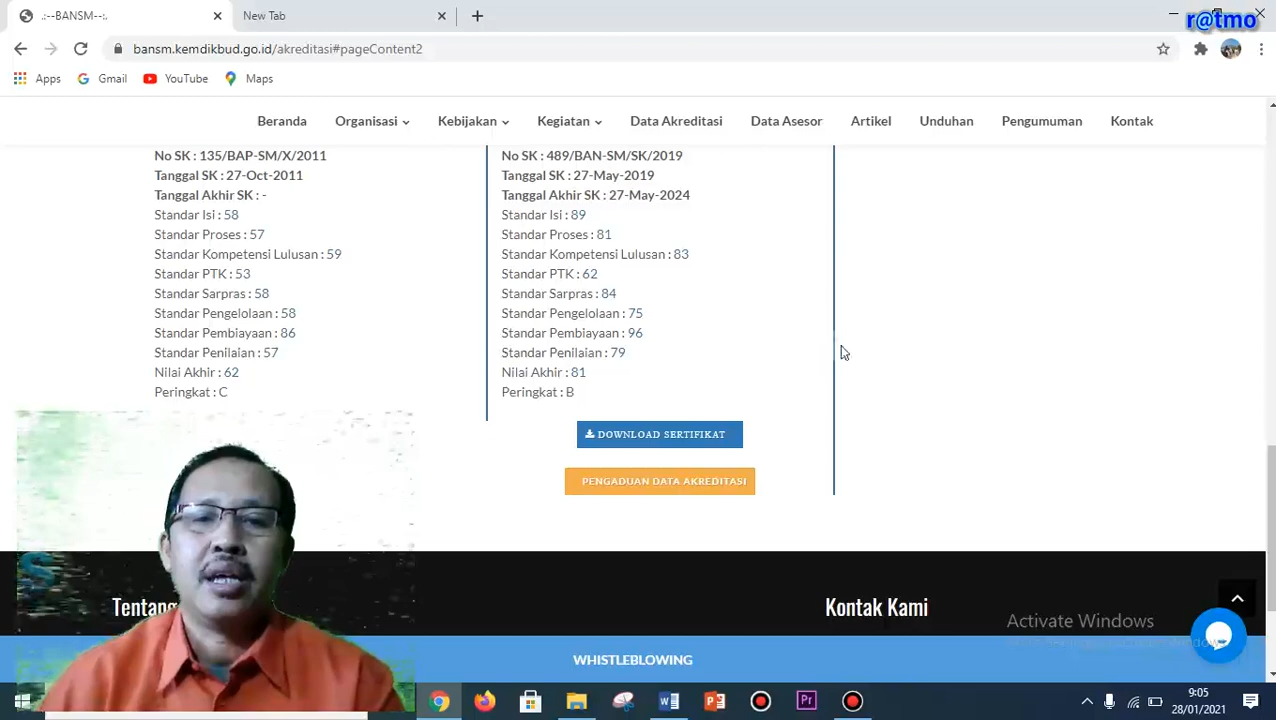 .:--BANSM--:.
New Tab
r@tmo
bansm.kemdikbud.go.id/akreditasi#pageContent2
Apps
Gmail
YouTube
Maps
Beranda
Organisasi
Kebijakan
Kegiatan
Data Akreditasi
Data Asesor
Artikel
Unduhan
Pengumuman
Kontak
No SK : 135/BAP-SM/X/2011
Tanggal SK : 27-Oct-2011
Tanggal Akhir SK : -
Standar Isi : 58
Standar Proses : 57
Standar Kompetensi Lulusan : 59
Standar PTK : 53
Standar Sarpras : 58
Standar Pengelolaan : 58
Standar Pembiayaan : 86
Standar Penilaian : 57
Nilai Akhir : 62
Peringkat : C
No SK : 489/BAN-SM/SK/2019
Tanggal SK : 27-May-2019
Tanggal Akhir SK : 27-May-2024
Standar Isi : 89
Standar Proses : 81
Standar Kompetensi Lulusan : 83
Standar PTK : 62
Standar Sarpras : 84
Standar Pengelolaan : 75
Standar Pembiayaan : 96
Standar Penilaian : 79
Nilai Akhir : 81
Peringkat : B
DOWNLOAD SERTIFIKAT
PENGADUAN DATA AKREDITASI
Tentang
Kontak Kami
Activate Windows
WHISTLEBLOWING
9:05
28/01/2021